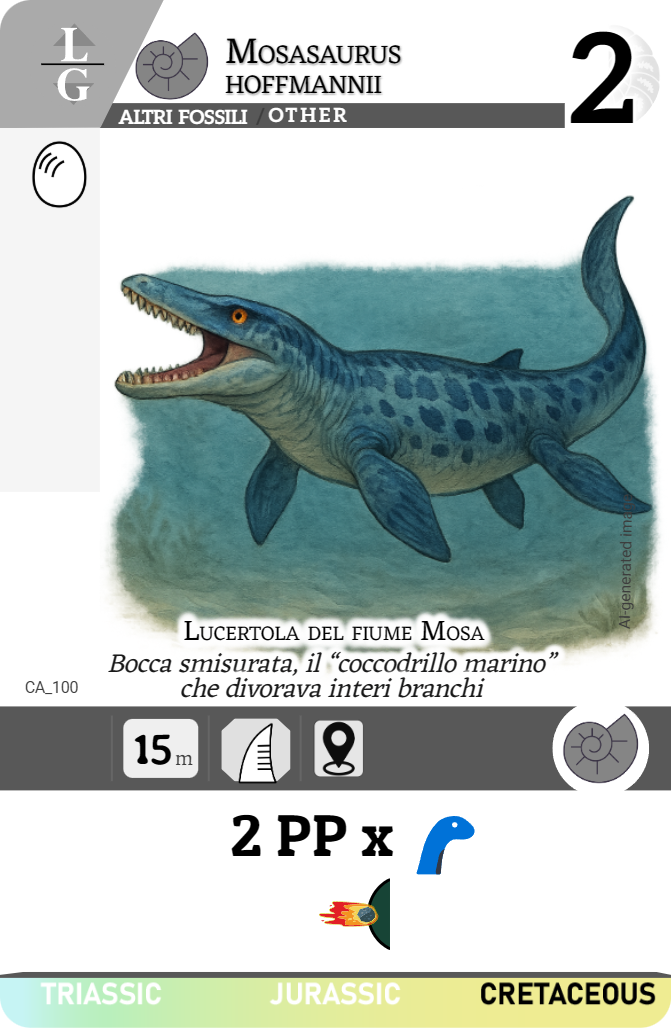 L
G
MOSASAURUS
HOFFMANNII
2
ALTRI FOSSILI / OTHER
AI-generated image
LUCERTOLA DEL FIUME MOSA
Bocca smisurata, il “coccodrillo marino”
che divorava interi branchi
CA_100
15 m
2 PP x
TRIASSIC JURASSIC CRETACEOUS